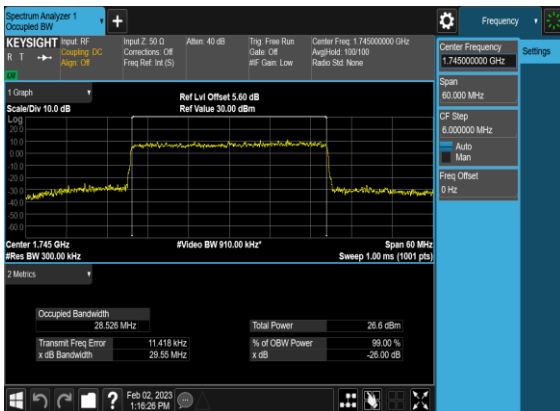 Spectrum Analyzer 1
Occupied BW
Frequency
KEYSIGHT
R T
LV
Input: RF
Coupling: DC
Align: Off
Input Z: 50 Ω
Corrections: Off
Freq Ref: Int (S)
Atten: 40 dB
Trig: Free Run
Gate: Off
#IF Gain: Low
Center Freq: 1.745000000 GHz
Avg|Hold: 100/100
Radio Std: None
Center Frequency
1.745000000 GHz
Settings
Span
60.000 MHz
CF Step
6.000000 MHz
Auto
Man
Freq Offset
0 Hz
1 Graph
Scale/Div 10.0 dB
Ref Lvl Offset 5.60 dB
Ref Value 30.00 dBm
Log
20.0
10.0
0.00
-10.0
-20.0
-30.0
-40.0
-50.0
-60.0
Center 1.745 GHz
#Res BW 300.00 kHz
#Video BW 910.00 kHz*
Span 60 MHz
Sweep 1.00 ms (1001 pts)
2 Metrics
Occupied Bandwidth
28.526 MHz
Total Power 26.6 dBm
Transmit Freq Error 11.418 kHz
% of OBW Power 99.00 %
x dB Bandwidth 29.55 MHz
x dB -26.00 dB
?
Feb 02, 2023
1:16:26 PM